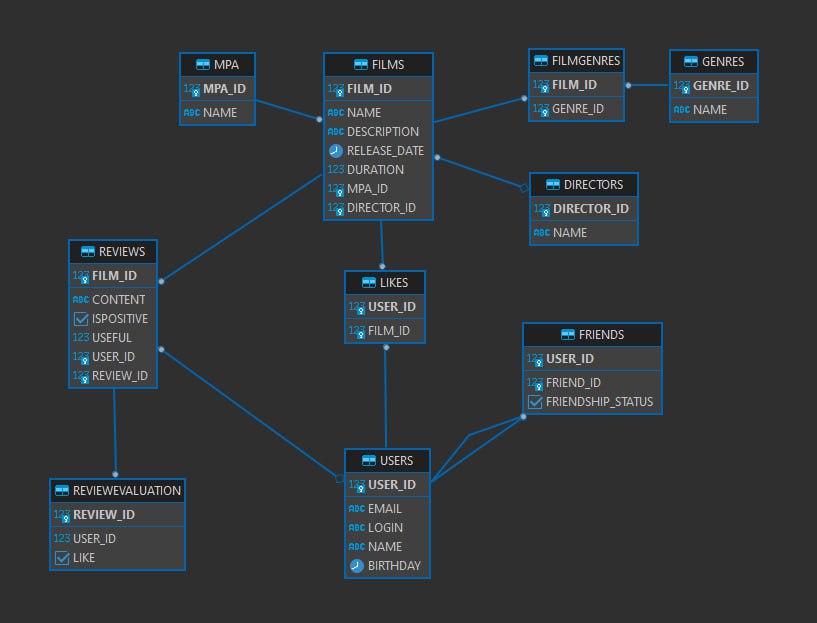 MPA
123 MPA_ID
ABC NAME
FILMS
123 FILM_ID
ABC NAME
ABC DESCRIPTION
RELEASE_DATE
123 DURATION
123 MPA_ID
123 DIRECTOR_ID
FILMGENRES
123 FILM_ID
123 GENRE_ID
GENRES
123 GENRE_ID
ABC NAME
DIRECTORS
123 DIRECTOR_ID
ABC NAME
REVIEWS
123 FILM_ID
ABC CONTENT
ISPOSITIVE
123 USEFUL
123 USER_ID
123 REVIEW_ID
LIKES
123 USER_ID
123 FILM_ID
FRIENDS
123 USER_ID
123 FRIEND_ID
FRIENDSHIP_STATUS
USERS
123 USER_ID
ABC EMAIL
ABC LOGIN
ABC NAME
BIRTHDAY
REVIEWEVALUATION
123 REVIEW_ID
123 USER_ID
LIKE